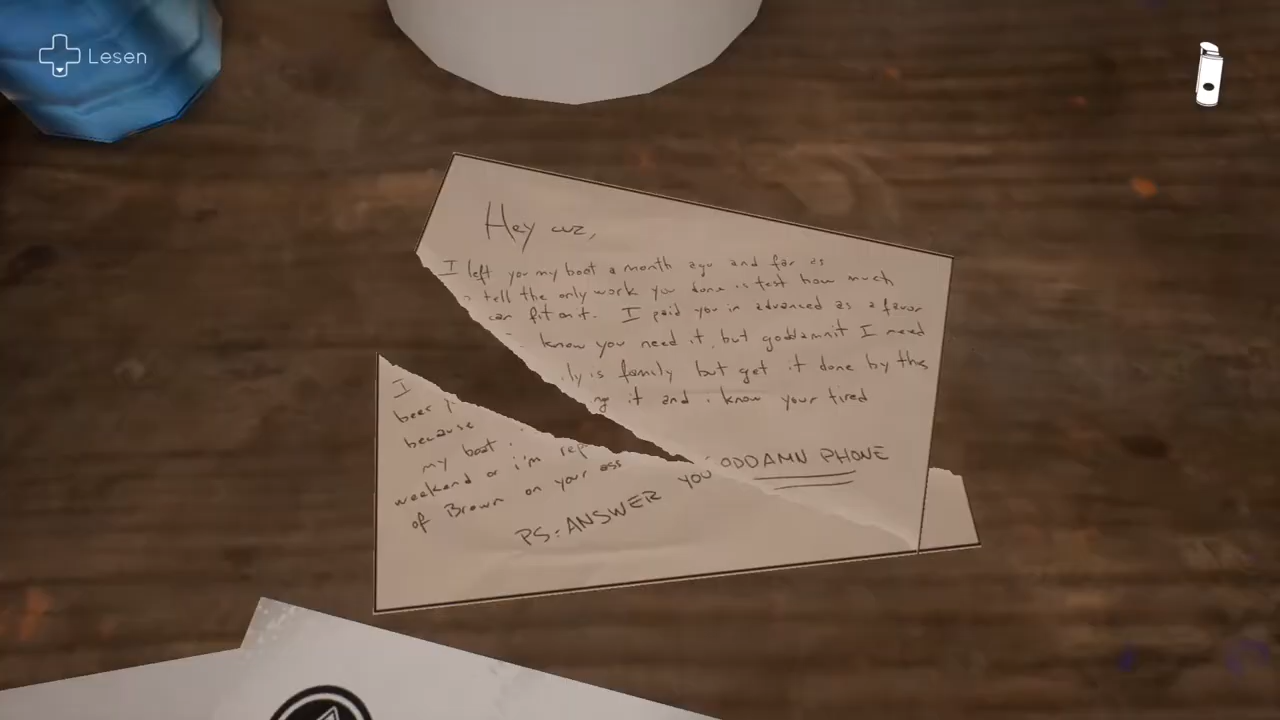 Lesen
Hey cuz,
I left you my boat a month ago and far as
tell the only work you done is test how much
can fit on it. I paid you in advanced as a favor
know you need it, but goddamnit I need
is family but get it done by this
it and i know your tired
ODDAMN PHONE
I
beer
because
my boat
weekend or i'm
of Brown on your ass
PS: ANSWER YOU